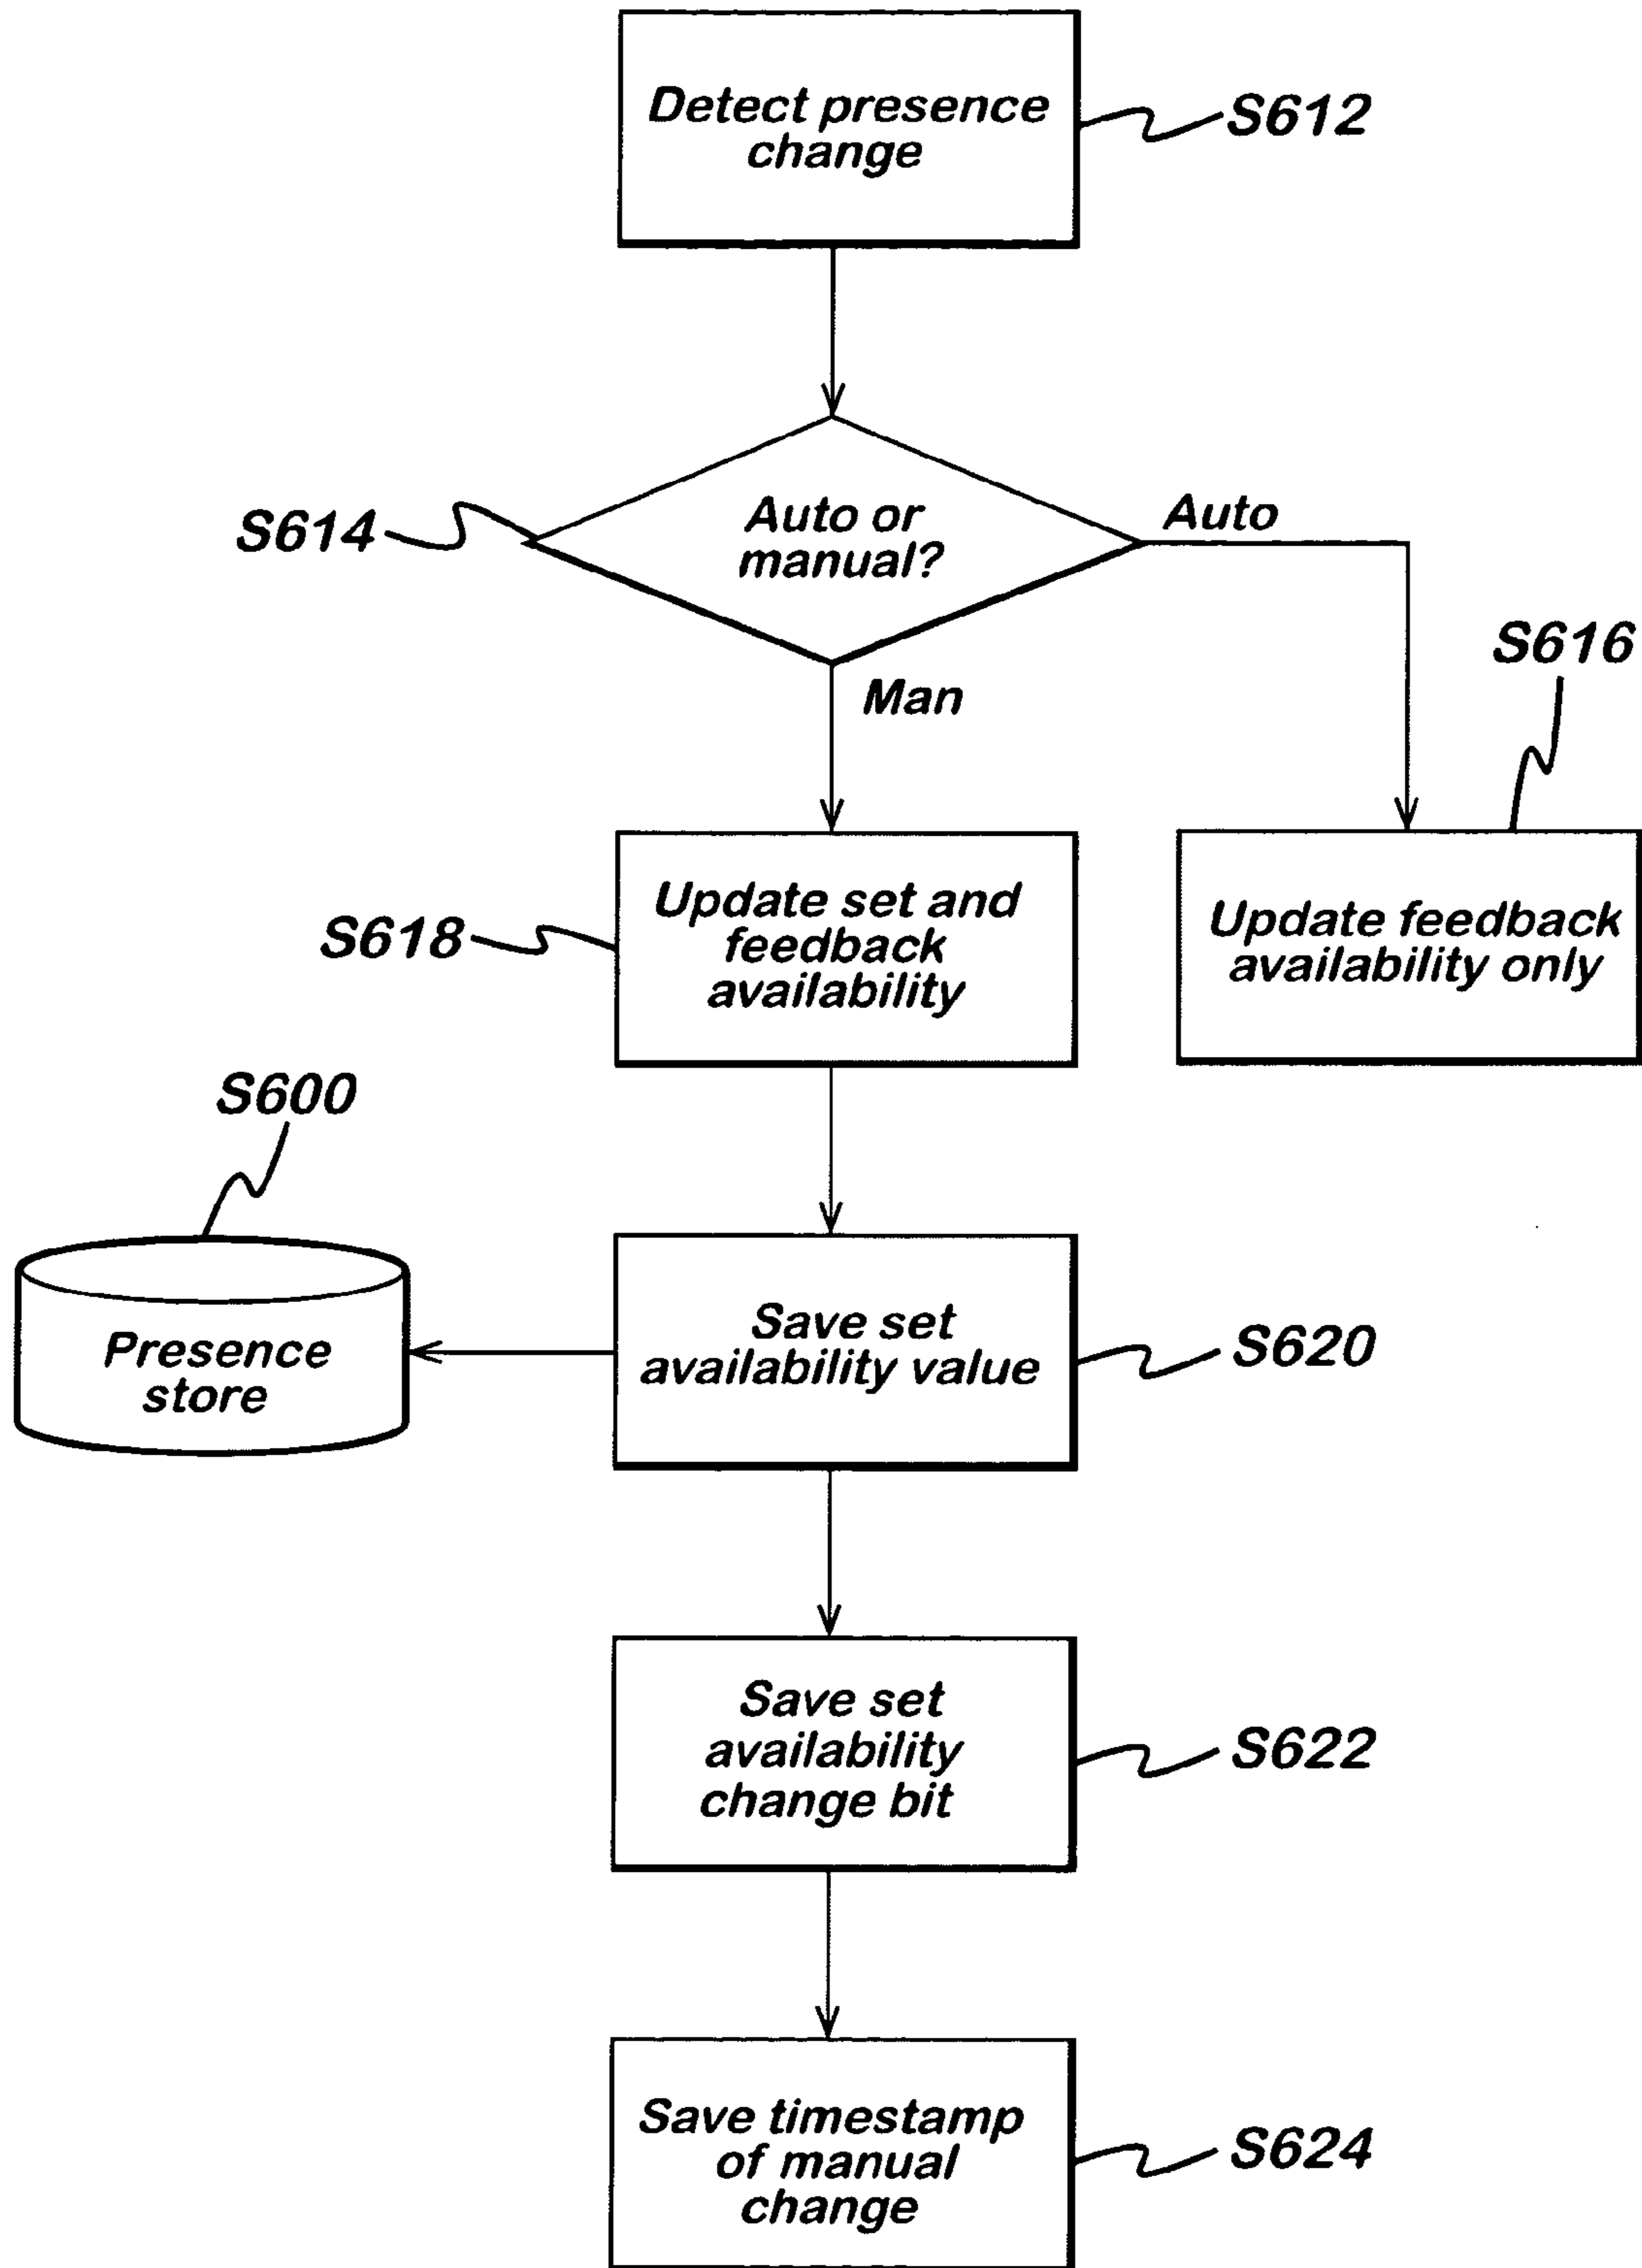 Detect presence
change
S612
Auto or
manual?
S614
Auto
Man
S616
Update set and
feedback
availability
S618
Update feedback
availability only
S600
Presence
store
Save set
availability value
S620
Save set
availability
change bit
S622
Save timestamp
of manual
change
S624